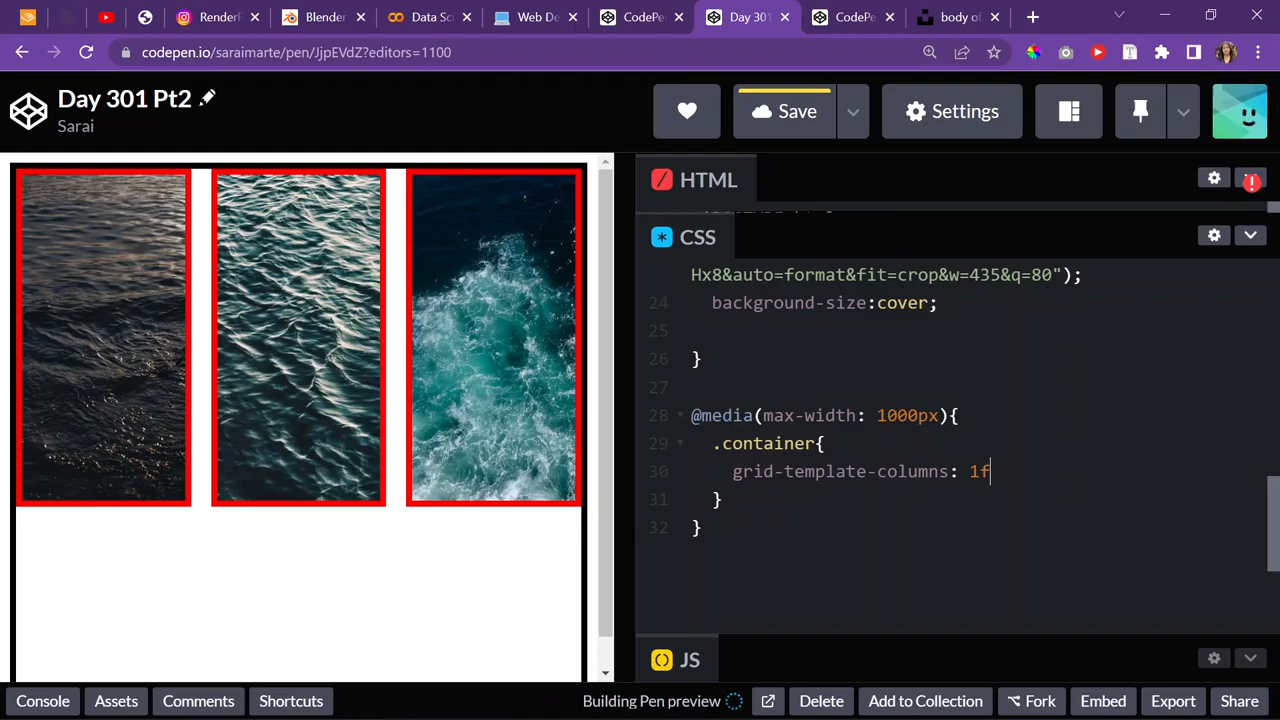 RenderF
Blender
Data Sc
Web De
CodePe
Day 301
CodePe
body of
codepen.io/saraimarte/pen/JjpEVdZ?editors=1100
Day 301 Pt2
Sarai
Save
Settings
HTML
CSS
Hx8&auto=format&fit=crop&w=435&q=80");
24 background-size:cover;
25
26 }
27
28 @media(max-width: 1000px){
29 .container{
30 grid-template-columns: 1f
31 }
32 }
JS
Console
Assets
Comments
Shortcuts
Building Pen preview
Delete
Add to Collection
Fork
Embed
Export
Share